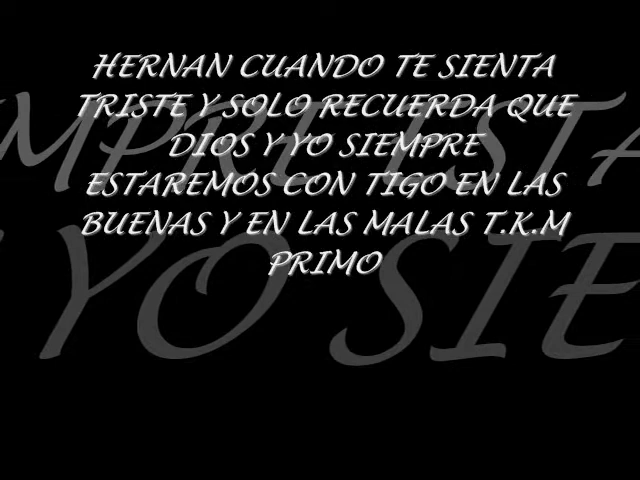 HERNAN CUANDO TE SIENTA
TRISTE Y SOLO RECUERDA QUE
DIOS Y YO SIEMPRE
ESTAREMOS CON TIGO EN LAS
BUENAS Y EN LAS MALAS T.K.M
PRIMO